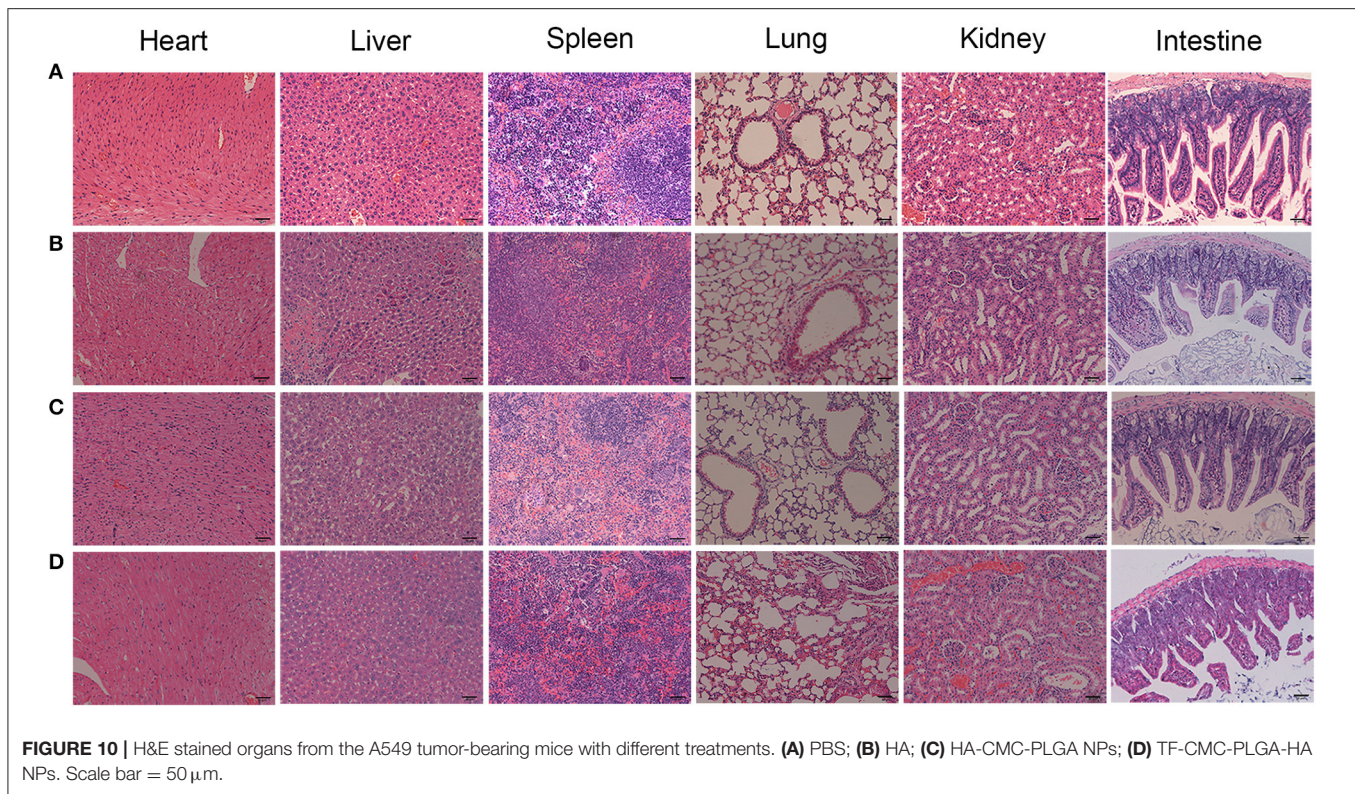 Heart Liver Spleen Lung Kidney Intestine
A
B
C
D
FIGURE 10 | H&E stained organs from the A549 tumor-bearing mice with different treatments. (A) PBS; (B) HA; (C) HA-CMC-PLGA NPs; (D) TF-CMC-PLGA-HA
NPs. Scale bar = 50 μm.